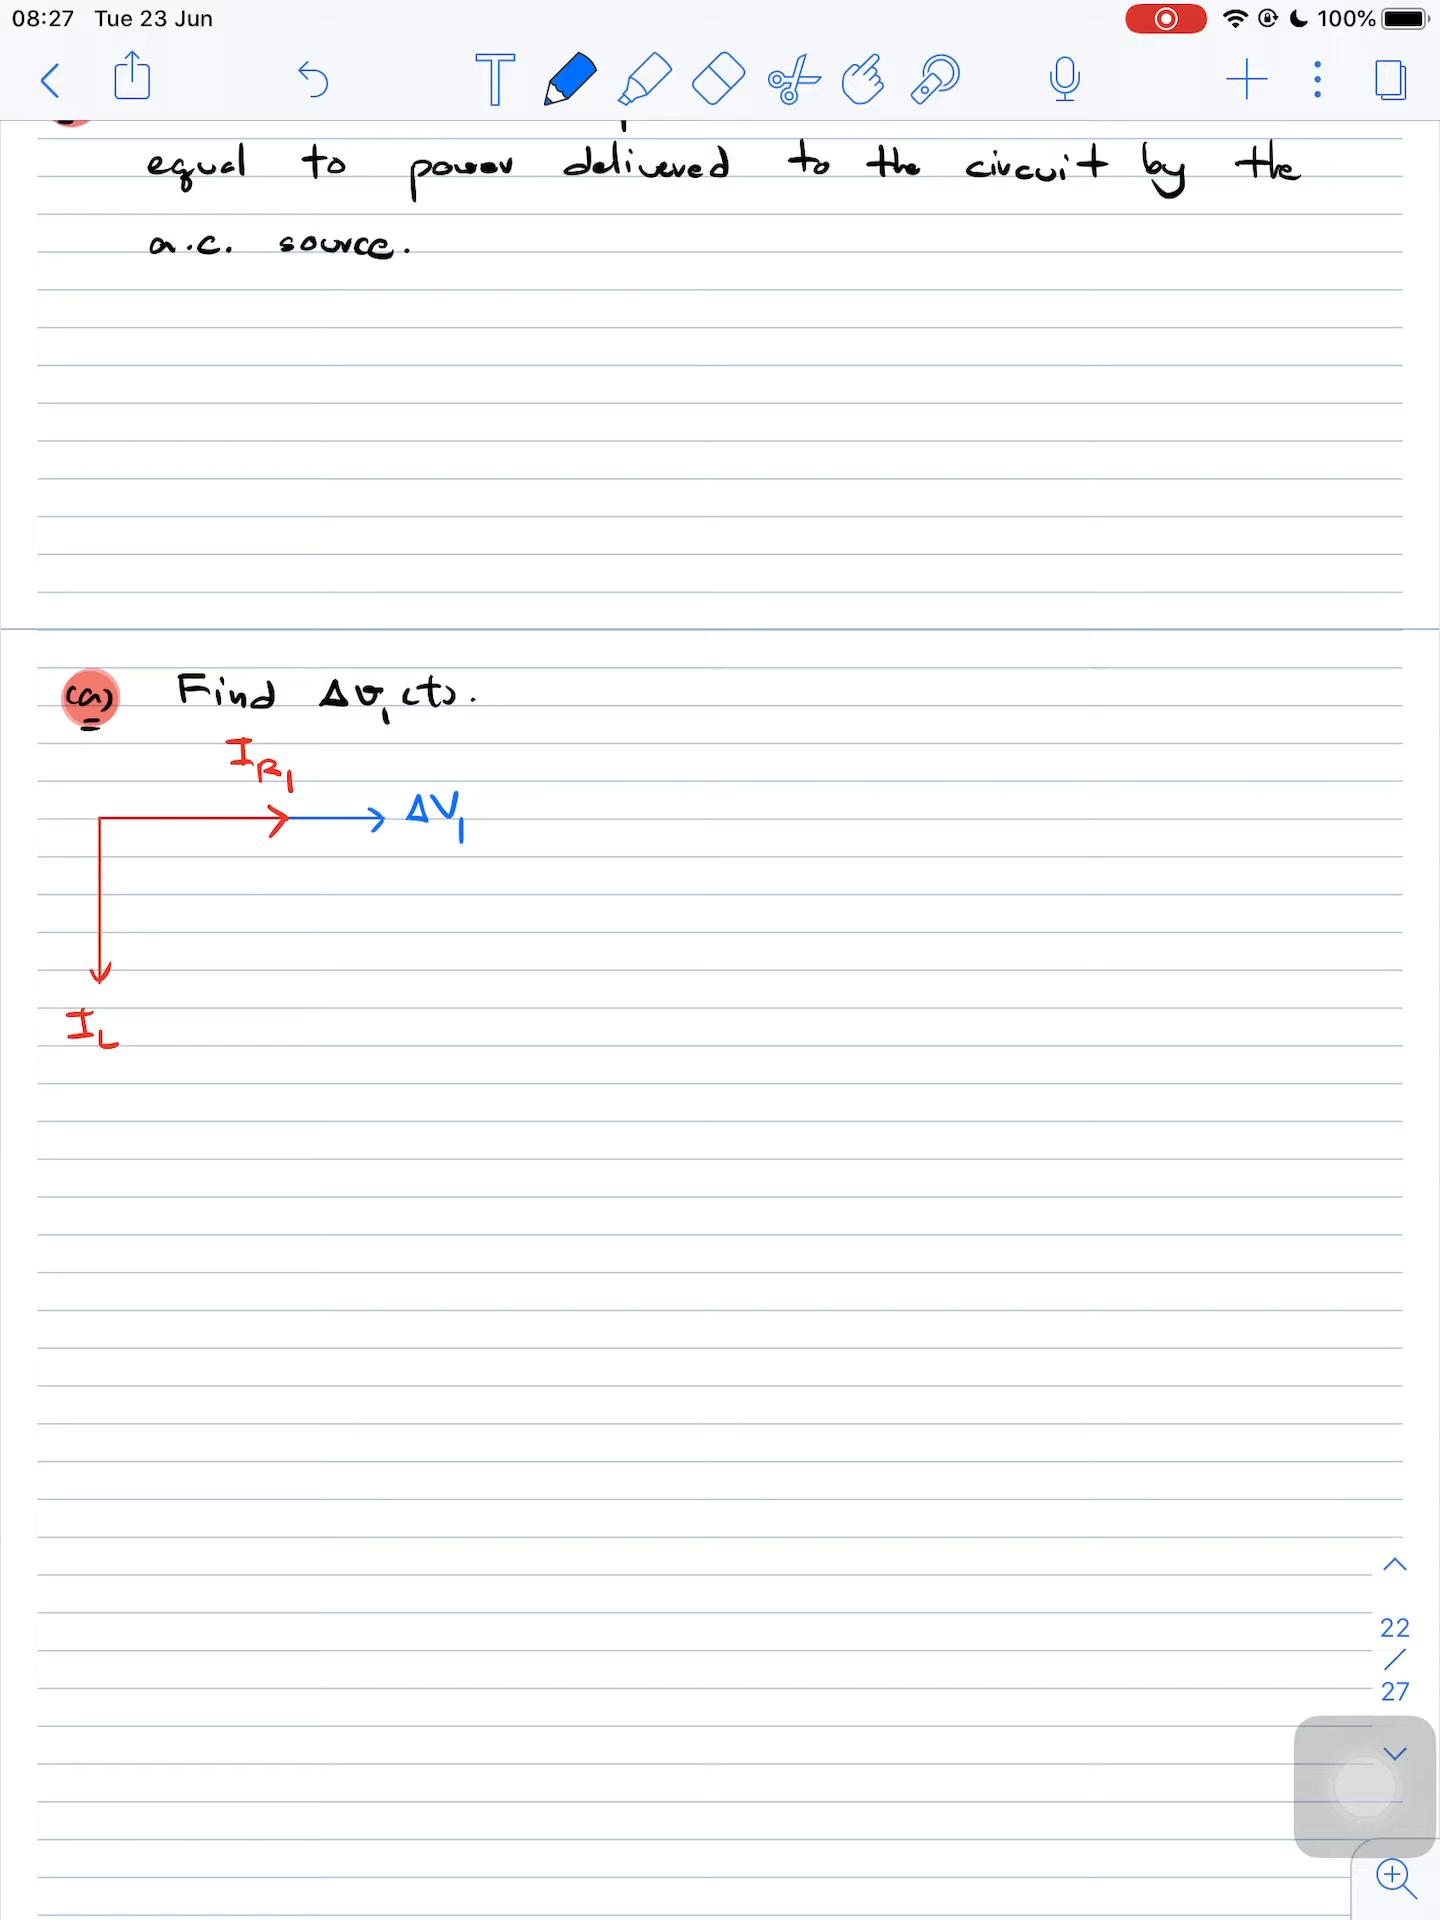 08:27 Tue 23 Jun 100%
equal to power delivered to the circuit by the
a.c. source.
(a) Find Δv₁(t).
I_R₁
ΔV₁
I_L
22
/
27